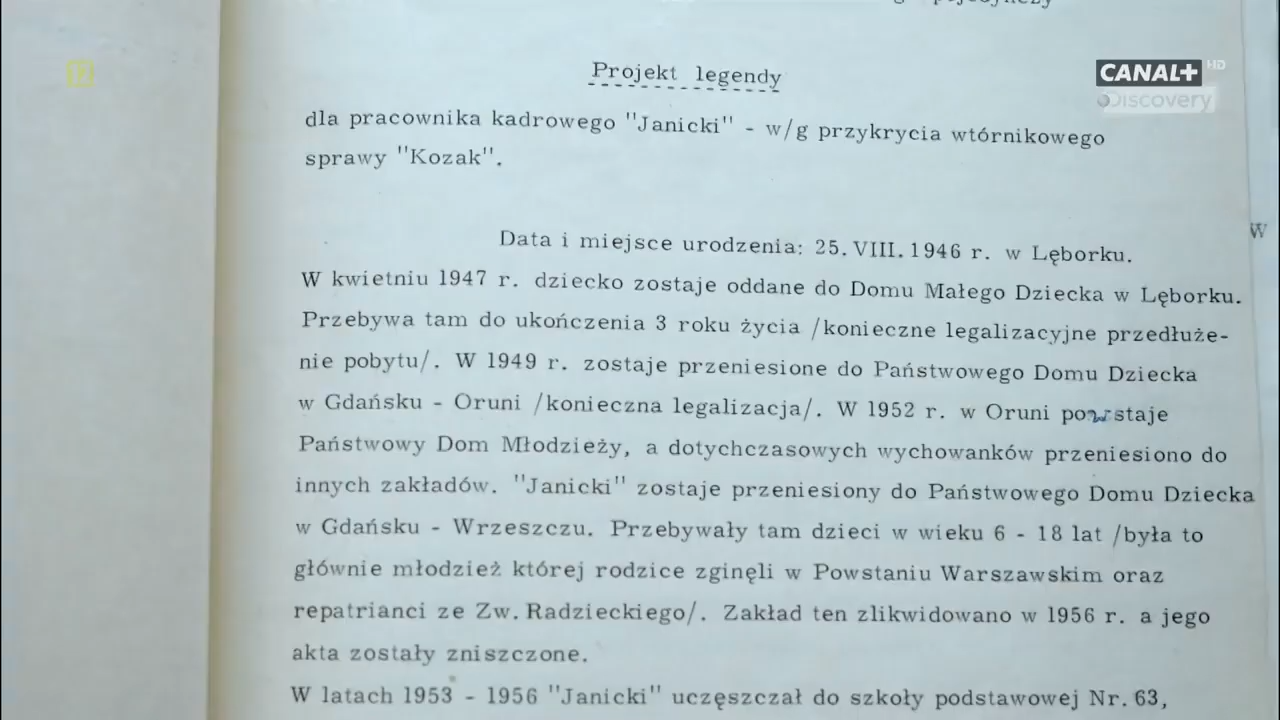 Projekt legendy
CANAL+ HD
Discovery
dla pracownika kadrowego "Janicki" - w/g przykrycia wtórnikowego
sprawy "Kozak".
W
Data i miejsce urodzenia: 25. VIII. 1946 r. w Lęborku.
W kwietniu 1947 r. dziecko zostaje oddane do Domu Małego Dziecka w Lęborku.
Przebywa tam do ukończenia 3 roku życia /konieczne legalizacyjne przedłuże-
nie pobytu/. W 1949 r. zostaje przeniesione do Państwowego Domu Dziecka
w Gdańsku - Oruni /konieczna legalizacja/. W 1952 r. w Oruni powstaje
Państwowy Dom Młodzieży, a dotychczasowych wychowanków przeniesiono do
innych zakładów. "Janicki" zostaje przeniesiony do Państwowego Domu Dziecka
w Gdańsku - Wrzeszczu. Przebywały tam dzieci w wieku 6 - 18 lat /była to
głównie młodzież której rodzice zginęli w Powstaniu Warszawskim oraz
repatrianci ze Zw. Radzieckiego/. Zakład ten zlikwidowano w 1956 r. a jego
akta zostały zniszczone.
W latach 1953 - 1956 "Janicki" uczęszczał do szkoły podstawowej Nr. 63,